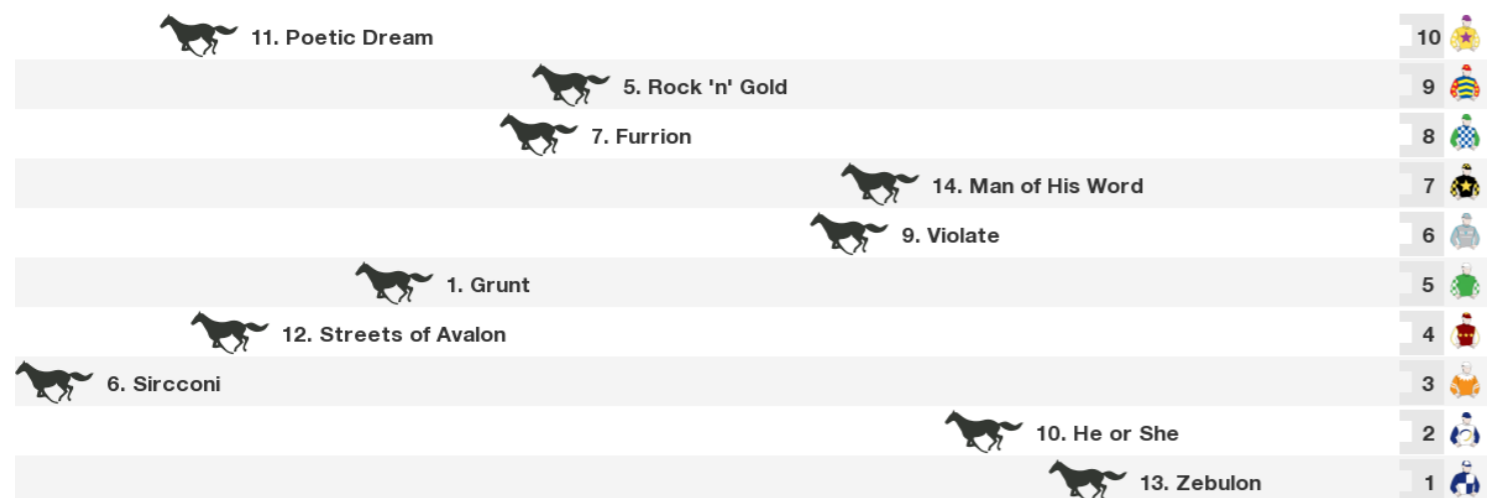 11. Poetic Dream 10
5. Rock 'n' Gold 9
7. Furrion 8
14. Man of His Word 7
9. Violate 6
1. Grunt 5
12. Streets of Avalon 4
6. Sircconi 3
10. He or She 2
13. Zebulon 1